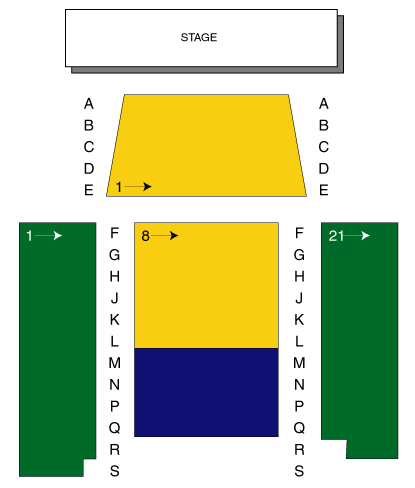 STAGE
A A
B B
C C
D D
E 1 E
1 F 8 F 21
G G
H H
J J
K K
L L
M M
N N
P P
Q Q
R R
S S